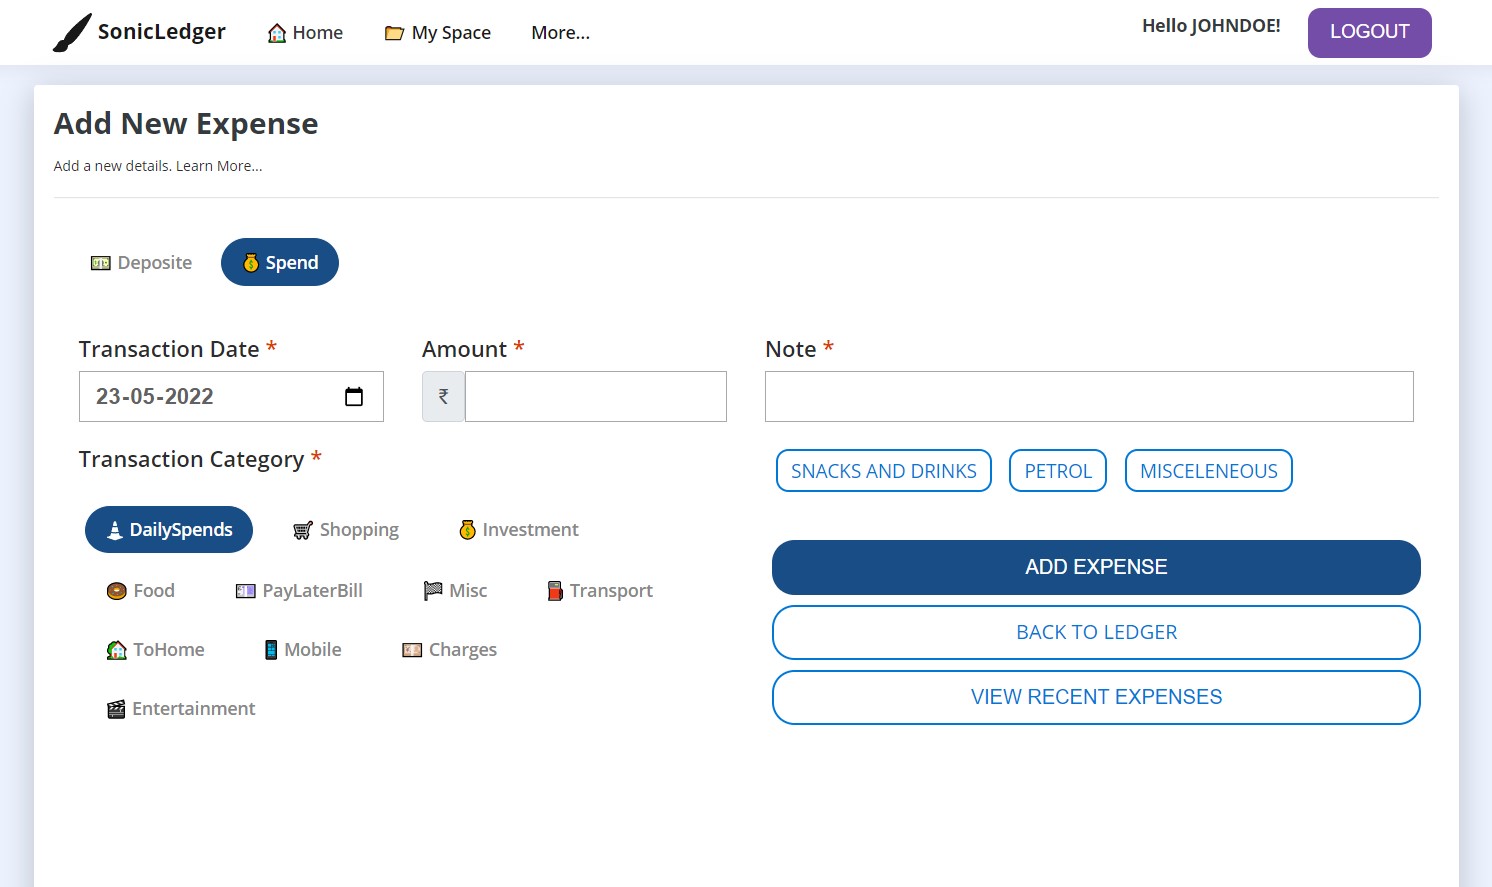 SonicLedger Home My Space More... Hello JOHNDOE! LOGOUT
Add New Expense
Add a new details. Learn More...
Deposite Spend
Transaction Date * Amount * Note *
23-05-2022 ₹
Transaction Category *
SNACKS AND DRINKS PETROL MISCELENEOUS
DailySpends Shopping Investment
ADD EXPENSE
Food PayLaterBill Misc Transport
BACK TO LEDGER
ToHome Mobile Charges
VIEW RECENT EXPENSES
Entertainment